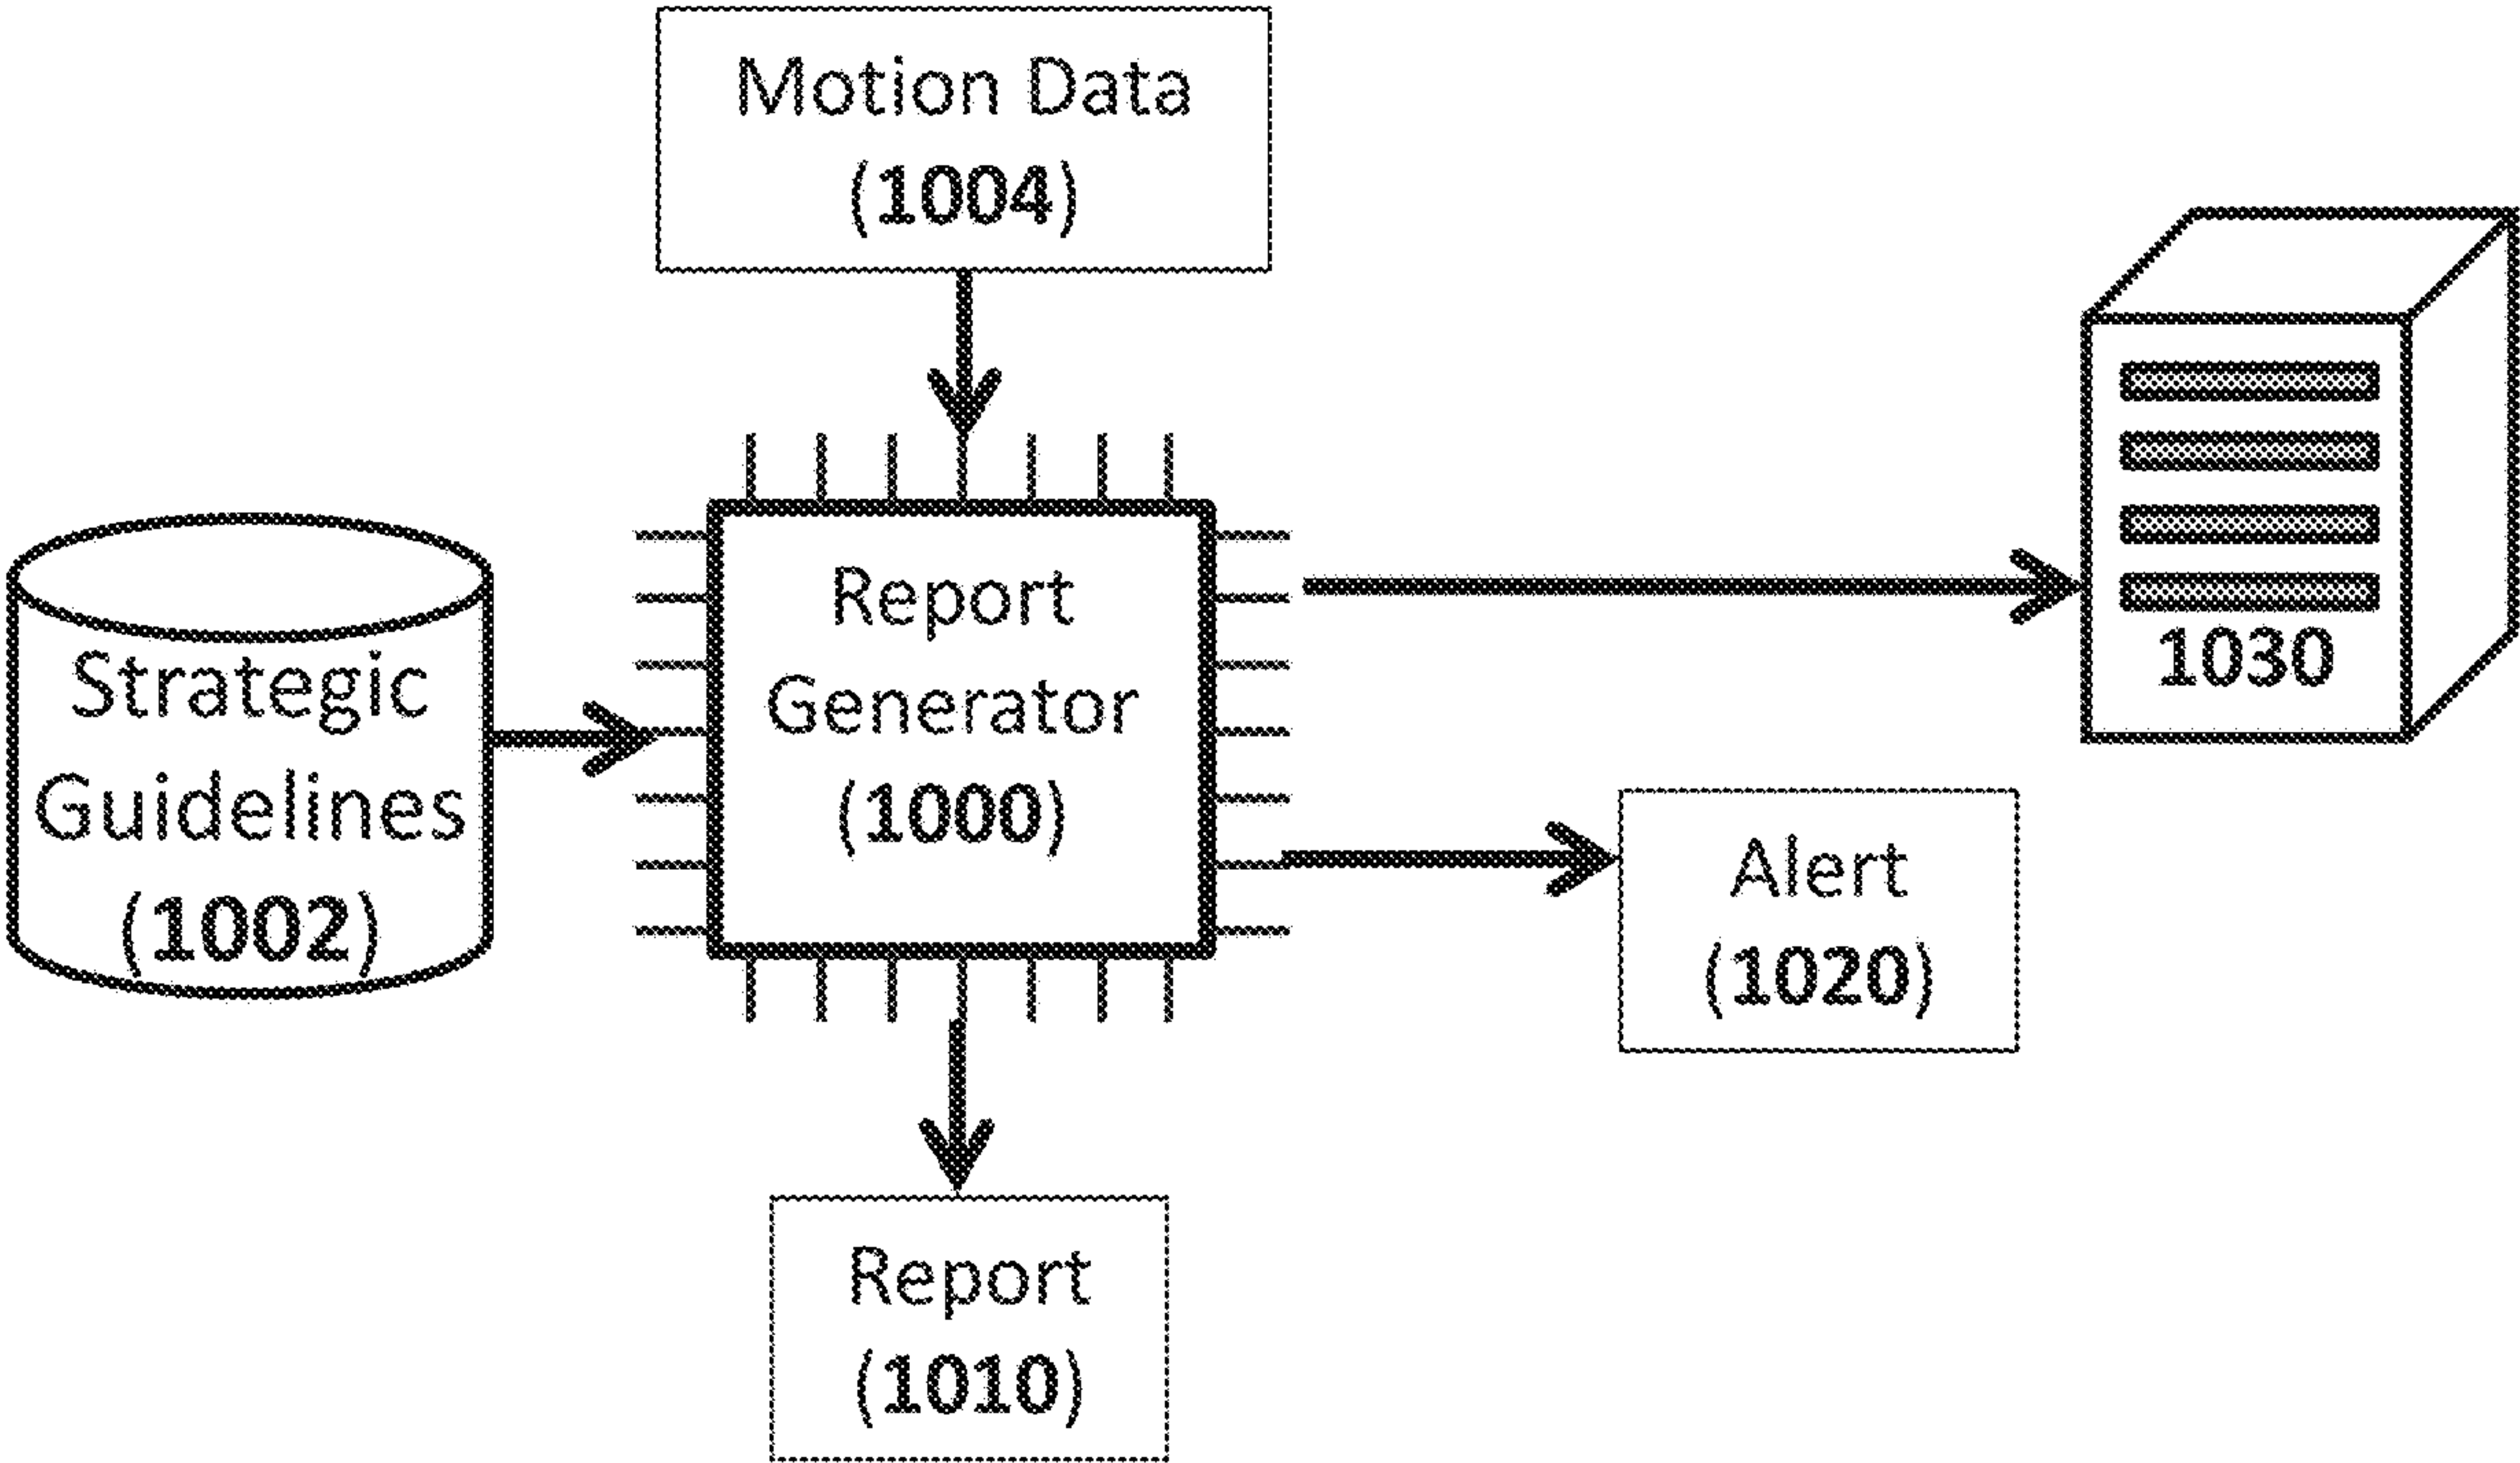 Motion Data
(1004)
Strategic
Guidelines
(1002)
Report
Generator
(1000)
1030
Alert
(1020)
Report
(1010)